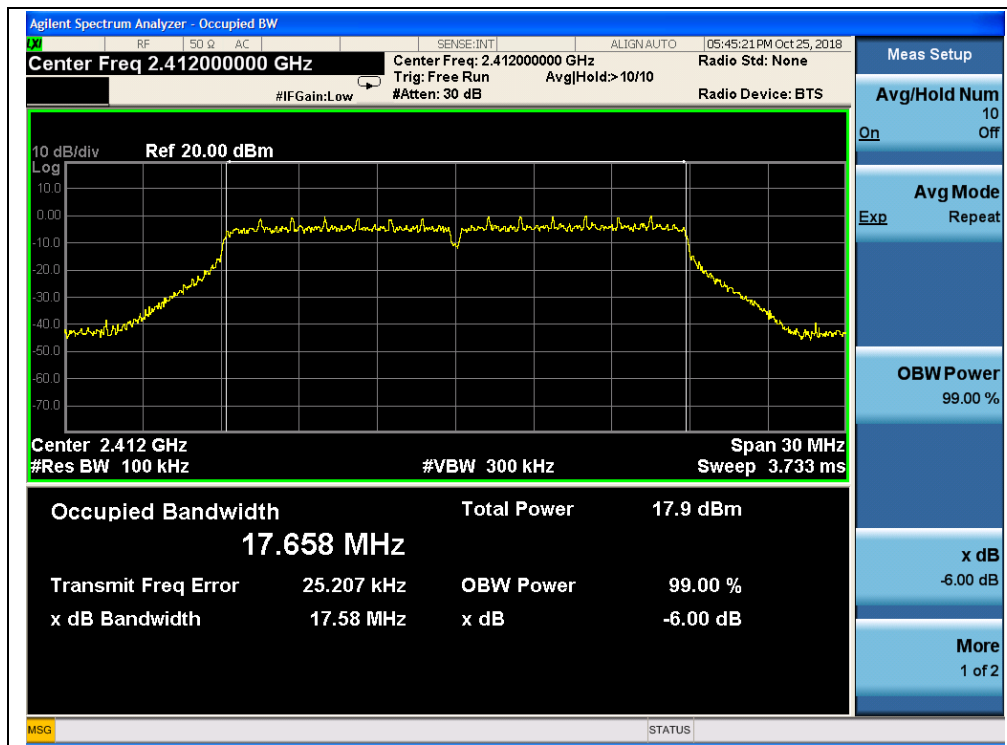 Agilent Spectrum Analyzer - Occupied BW
LXI RF 50 Ω AC SENSE:INT ALIGN AUTO 05:45:21 PM Oct 25, 2018
Center Freq 2.412000000 GHz
Center Freq: 2.412000000 GHz
Radio Std: None
Trig: Free Run Avg|Hold:> 10/10
#IFGain:Low
#Atten: 30 dB
Radio Device: BTS
10 dB/div Ref 20.00 dBm
Log
10.0
0.00
-10.0
-20.0
-30.0
-40.0
-50.0
-60.0
-70.0
Center 2.412 GHz Span 30 MHz
#Res BW 100 kHz #VBW 300 kHz Sweep 3.733 ms
Occupied Bandwidth Total Power 17.9 dBm
17.658 MHz
Transmit Freq Error 25.207 kHz OBW Power 99.00 %
x dB Bandwidth 17.58 MHz x dB -6.00 dB
Meas Setup
Avg/Hold Num
10
On Off
Avg Mode
Exp Repeat
OBW Power
99.00 %
x dB
-6.00 dB
More
1 of 2
MSG STATUS